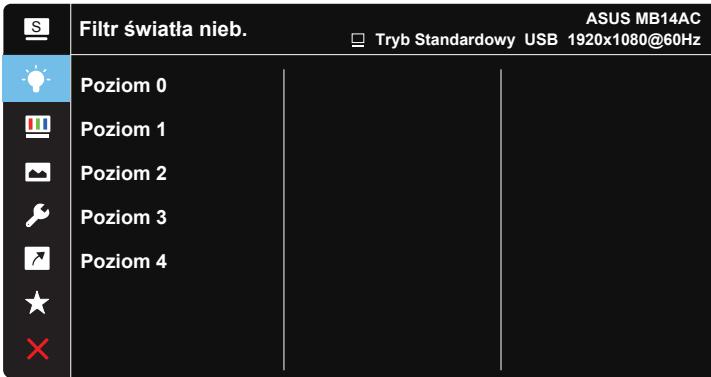 S
Filtr światła nieb.
ASUS MB14AC
Tryb Standardowy USB 1920x1080@60Hz
Poziom 0
Poziom 1
Poziom 2
Poziom 3
Poziom 4